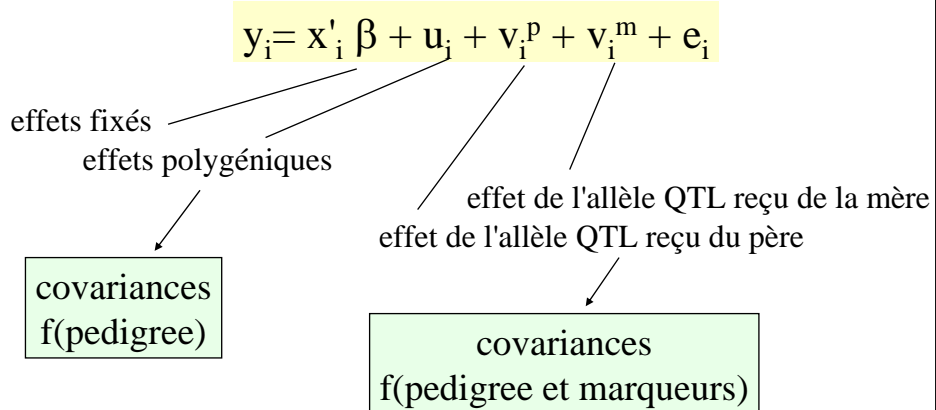 yᵢ= x'ᵢ β + uᵢ + vᵢᵖ + vᵢᵐ + eᵢ
effets fixés
effets polygéniques
effet de l'allèle QTL reçu de la mère
effet de l'allèle QTL reçu du père
covariances
f(pedigree)
covariances
f(pedigree et marqueurs)